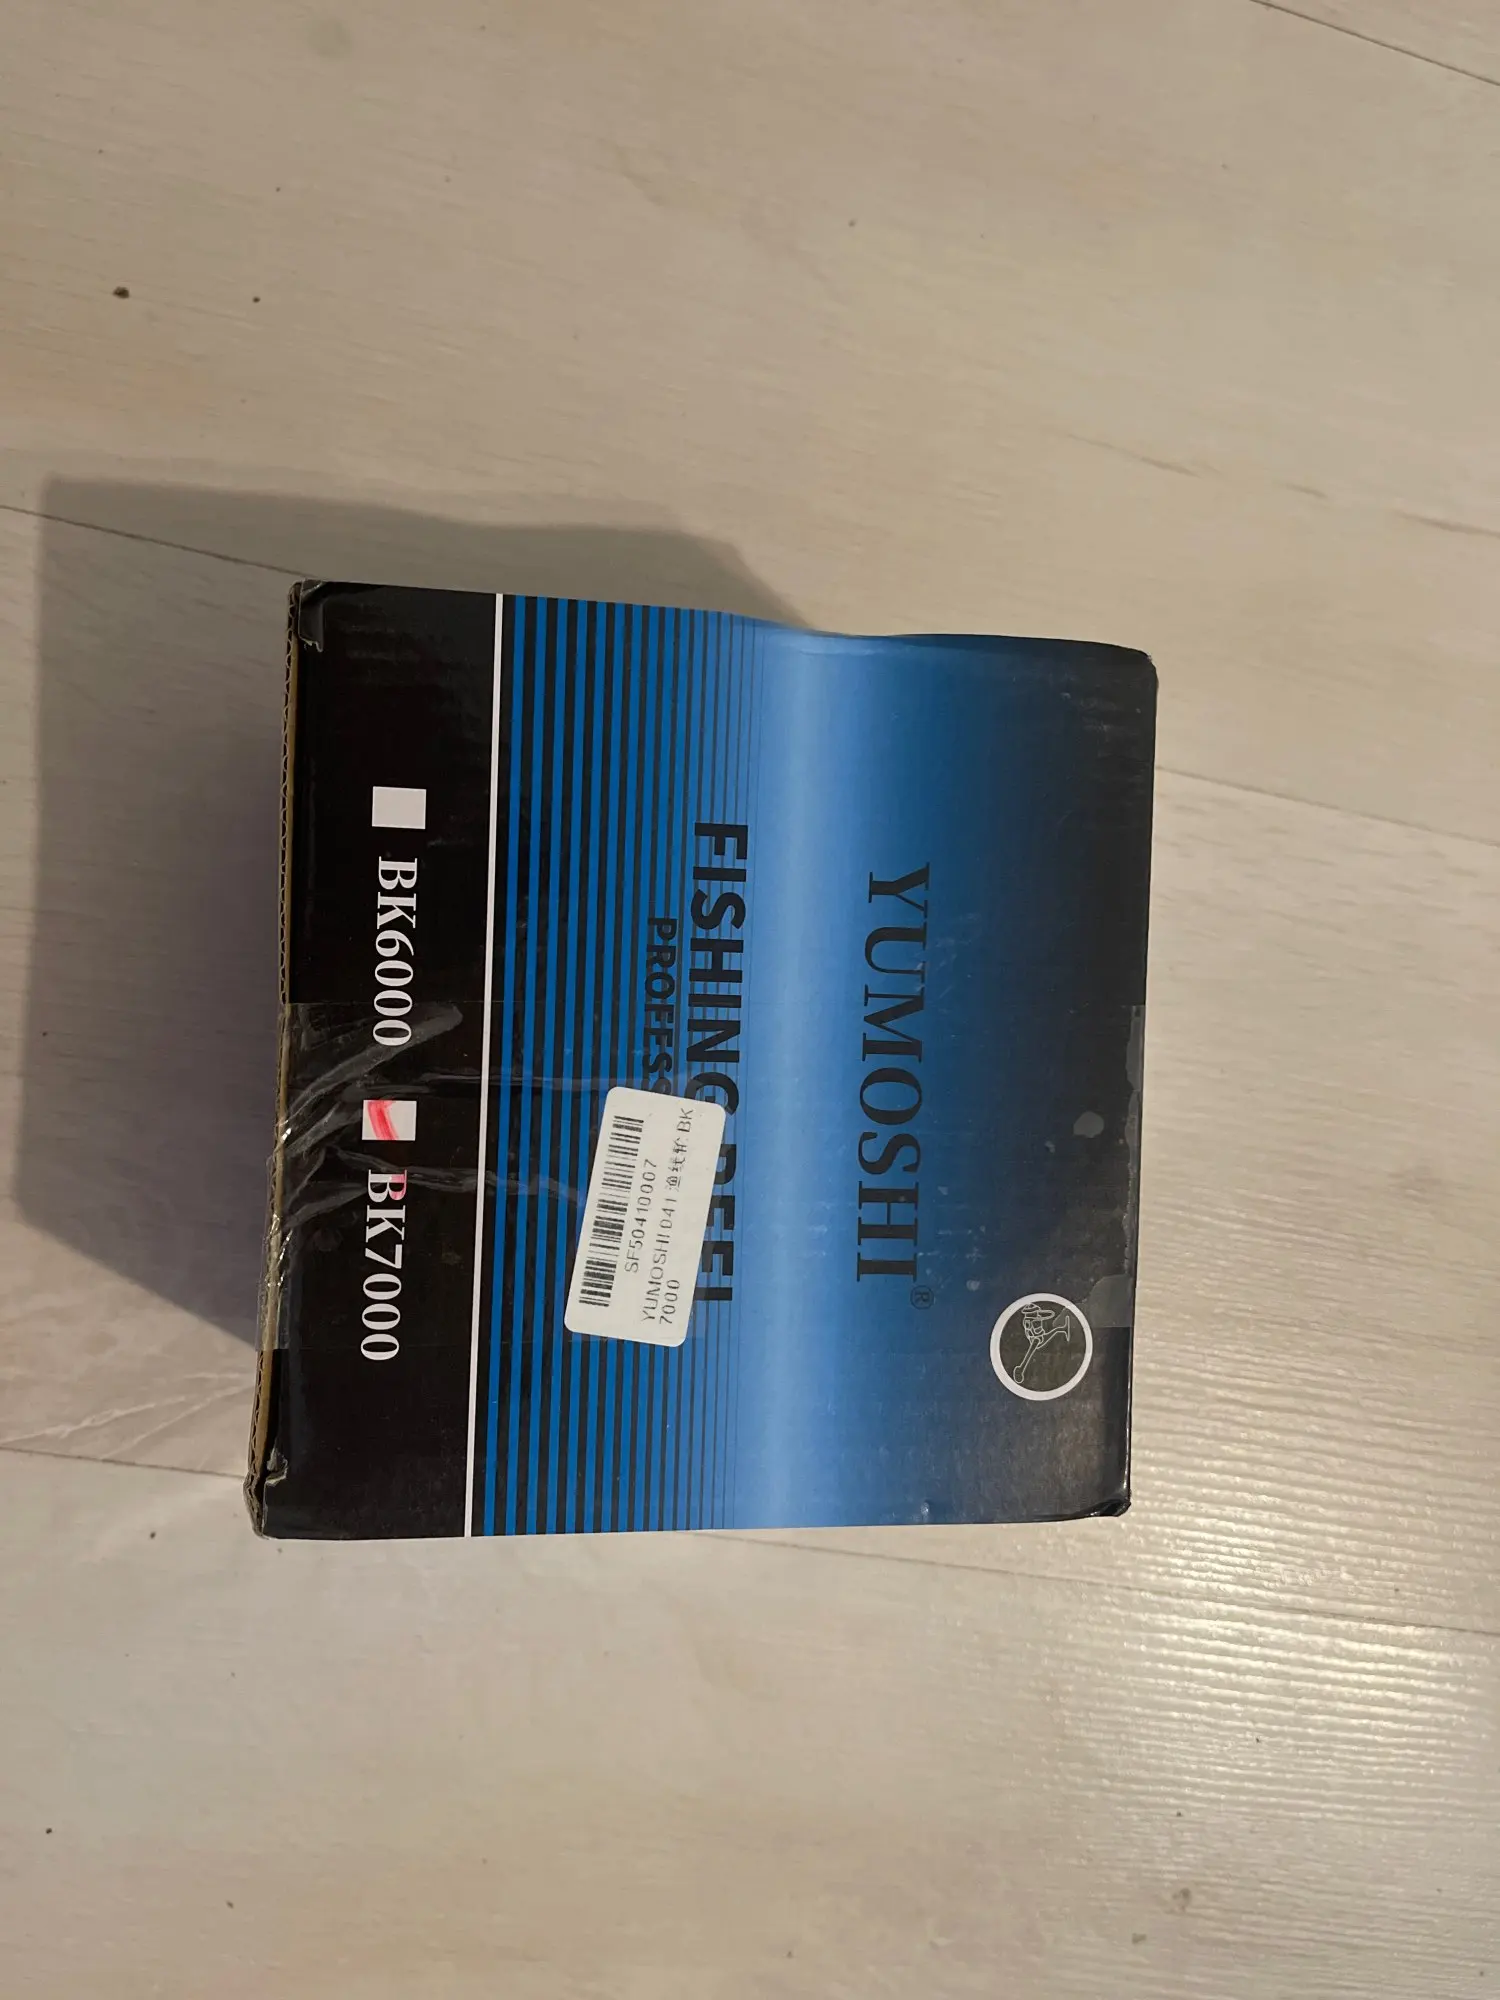 YUMOSHI®
FISHING REEL
PROFESS
SF50410007
YUMOSHI 041 渔线轮 BK
7000
BK6000 BK7000